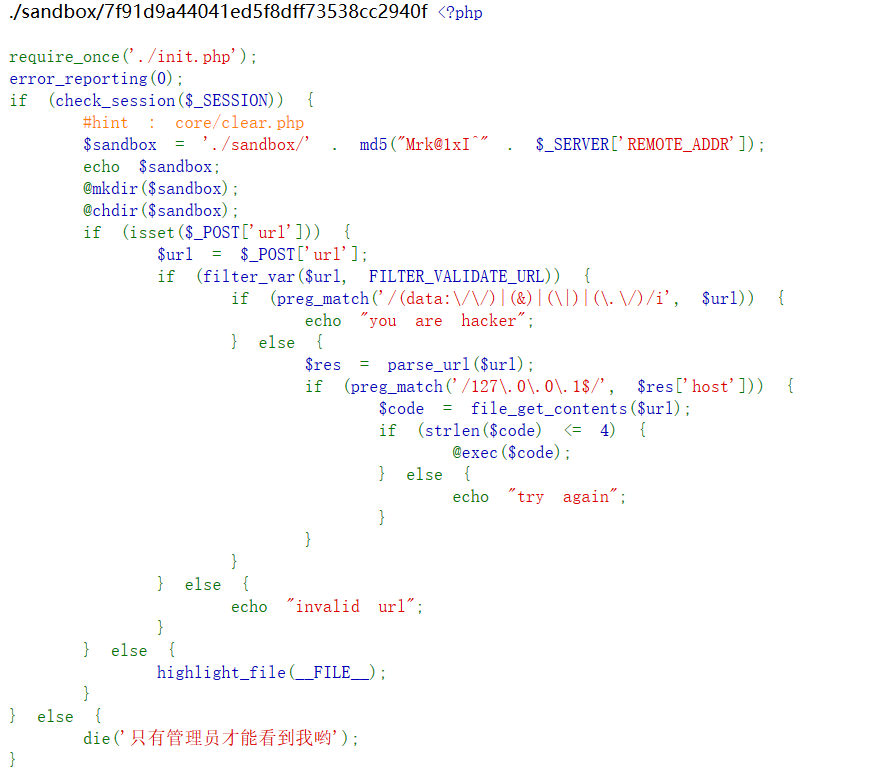 ./sandbox/7f91d9a44041ed5f8dff73538cc2940f <?php
require_once('./init.php');
error_reporting(0);
if (check_session($_SESSION)) {
#hint : core/clear.php
$sandbox = './sandbox/' . md5("Mrk@1xI^" . $_SERVER['REMOTE_ADDR']);
echo $sandbox;
@mkdir($sandbox);
@chdir($sandbox);
if (isset($_POST['url'])) {
$url = $_POST['url'];
if (filter_var($url, FILTER_VALIDATE_URL)) {
if (preg_match('/(data:\/\/)|(&)|(\|)|(\.\/)/i', $url)) {
echo "you are hacker";
} else {
$res = parse_url($url);
if (preg_match('/127\.0\.0\.1$/', $res['host'])) {
$code = file_get_contents($url);
if (strlen($code) <= 4) {
@exec($code);
} else {
echo "try again";
}
}
}
} else {
echo "invalid url";
}
} else {
highlight_file(__FILE__);
}
} else {
die('只有管理员才能看到我哟');
}